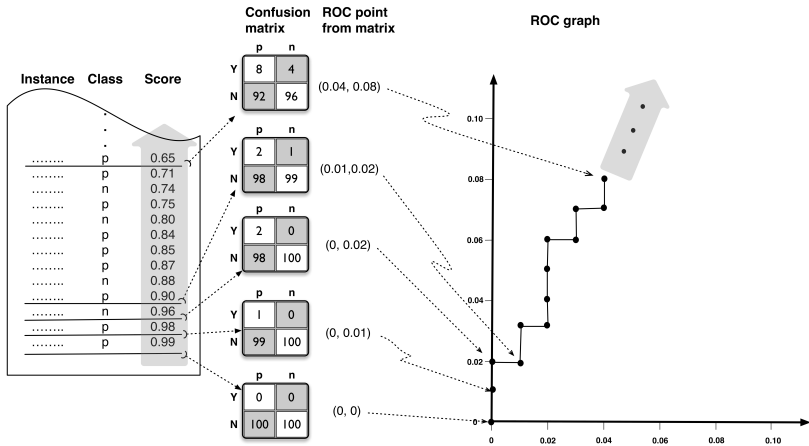 Confusion matrix
ROC point from matrix
ROC graph
Instance Class Score
........ p 0.65
p 0.71
........ n 0.74
........ p 0.75
........ n 0.80
........ p 0.84
........ p 0.85
........ p 0.87
........ n 0.88
........ p 0.90
........ n 0.96
........ p 0.98
........ p 0.99
p n
Y 8 4
N 92 96
(0.04, 0.08)
p n
Y 2 1
N 98 99
(0.01,0.02)
p n
Y 2 0
N 98 100
(0, 0.02)
p n
Y 1 0
N 99 100
(0, 0.01)
p n
Y 0 0
N 100 100
(0, 0)
0.10
0.08
0.06
0.04
0.02
0
0 0.02 0.04 0.06 0.08 0.10